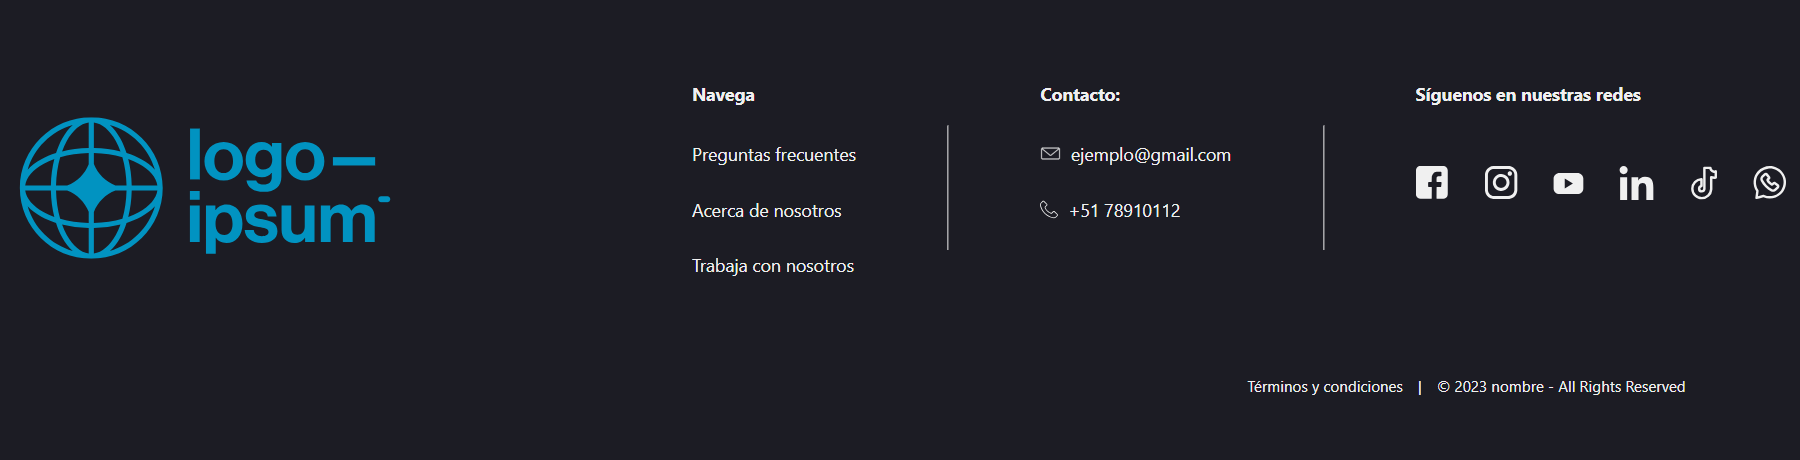 logo—
ipsum
Navega
Preguntas frecuentes
Acerca de nosotros
Trabaja con nosotros
Contacto:
ejemplo@gmail.com
+51 78910112
Síguenos en nuestras redes
Términos y condiciones | © 2023 nombre - All Rights Reserved